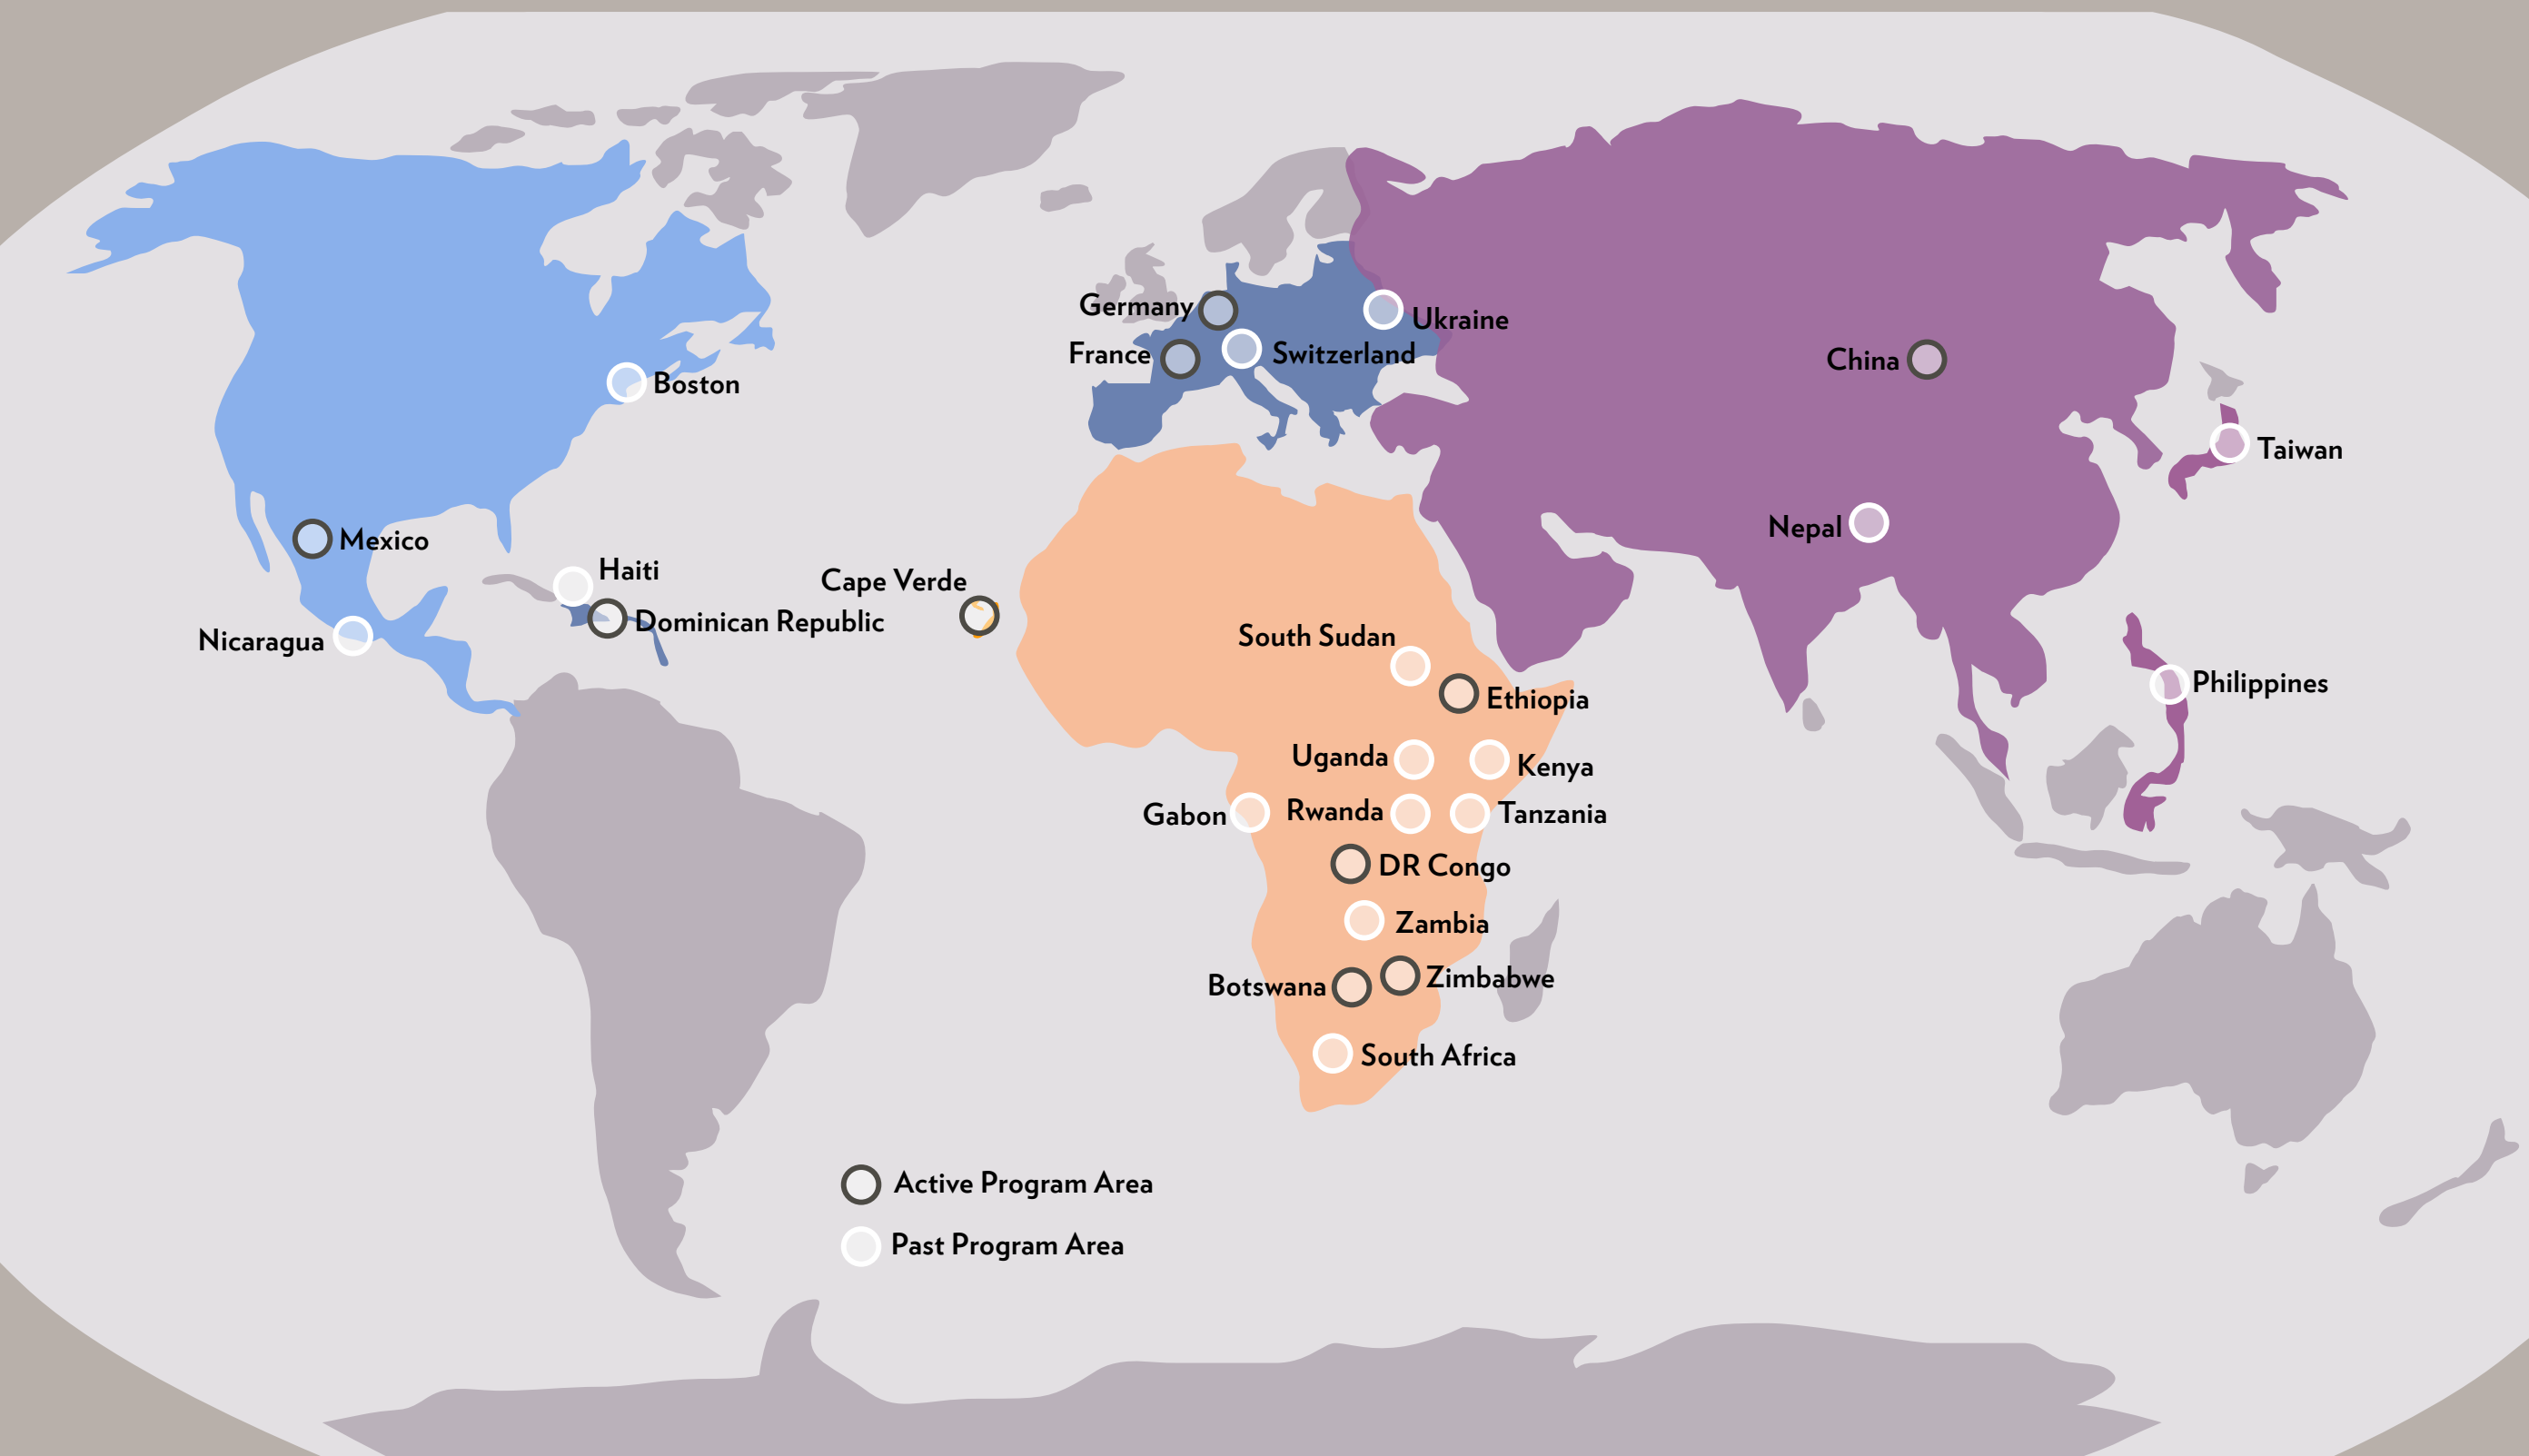 Germany
Ukraine
France
Switzerland
China
Boston
Taiwan
Nepal
Mexico
Haiti
Cape Verde
Dominican Republic
Nicaragua
South Sudan
Ethiopia
Philippines
Uganda
Kenya
Gabon
Rwanda
Tanzania
DR Congo
Zambia
Botswana
Zimbabwe
South Africa
Active Program Area
Past Program Area